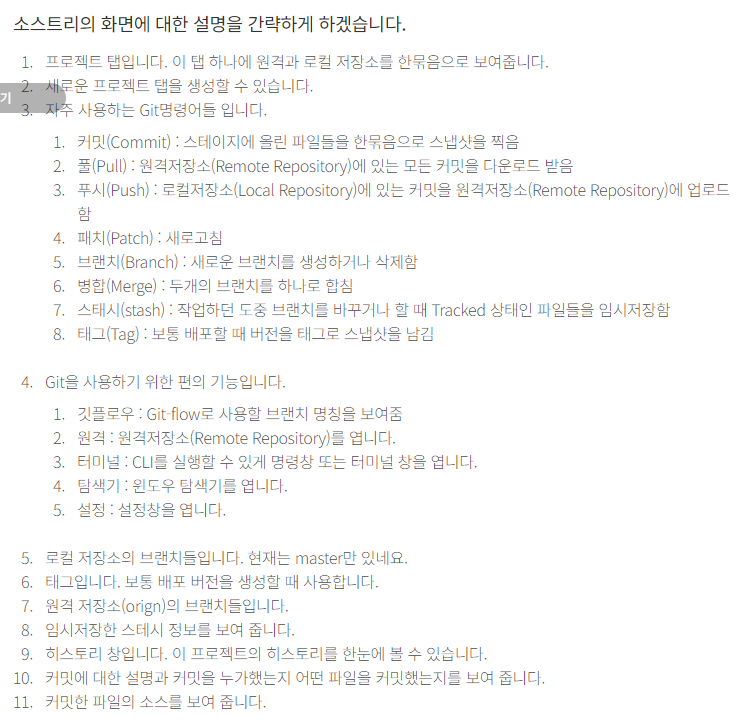 소스트리의 화면에 대한 설명을 간략하게 하겠습니다.
1. 프로젝트 탭입니다. 이 탭 하나에 원격과 로컬 저장소를 한묶음으로 보여줍니다.
2. 새로운 프로젝트 탭을 생성할 수 있습니다.
기
3. 자주 사용하는 Git명령어들 입니다.
1. 커밋(Commit) : 스테이지에 올린 파일들을 한묶음으로 스냅샷을 찍음
2. 풀(Pull) : 원격저장소(Remote Repository)에 있는 모든 커밋을 다운로드 받음
3. 푸시(Push) : 로컬저장소(Local Repository)에 있는 커밋을 원격저장소(Remote Repository)에 업로드
함
4. 패치(Patch) : 새로고침
5. 브랜치(Branch) : 새로운 브랜치를 생성하거나 삭제함
6. 병합(Merge) : 두개의 브랜치를 하나로 합침
7. 스태시(stash) : 작업하던 도중 브랜치를 바꾸거나 할 때 Tracked 상태인 파일들을 임시저장함
8. 태그(Tag) : 보통 배포할 때 버전을 태그로 스냅샷을 남김
4. Git을 사용하기 위한 편의 기능입니다.
1. 깃플로우 : Git-flow로 사용할 브랜치 명칭을 보여줌
2. 원격 : 원격저장소(Remote Repository)를 엽니다.
3. 터미널 : CLI를 실행할 수 있게 명령창 또는 터미널 창을 엽니다.
4. 탐색기 : 윈도우 탐색기를 엽니다.
5. 설정 : 설정창을 엽니다.
5. 로컬 저장소의 브랜치들입니다. 현재는 master만 있네요.
6. 태그입니다. 보통 배포 버전을 생성할 때 사용합니다.
7. 원격 저장소(orign)의 브랜치들입니다.
8. 임시저장한 스테시 정보를 보여 줍니다.
9. 히스토리 창입니다. 이 프로젝트의 히스토리를 한눈에 볼 수 있습니다.
10. 커밋에 대한 설명과 커밋을 누가했는지 어떤 파일을 커밋했는지를 보여 줍니다.
11. 커밋한 파일의 소스를 보여 줍니다.